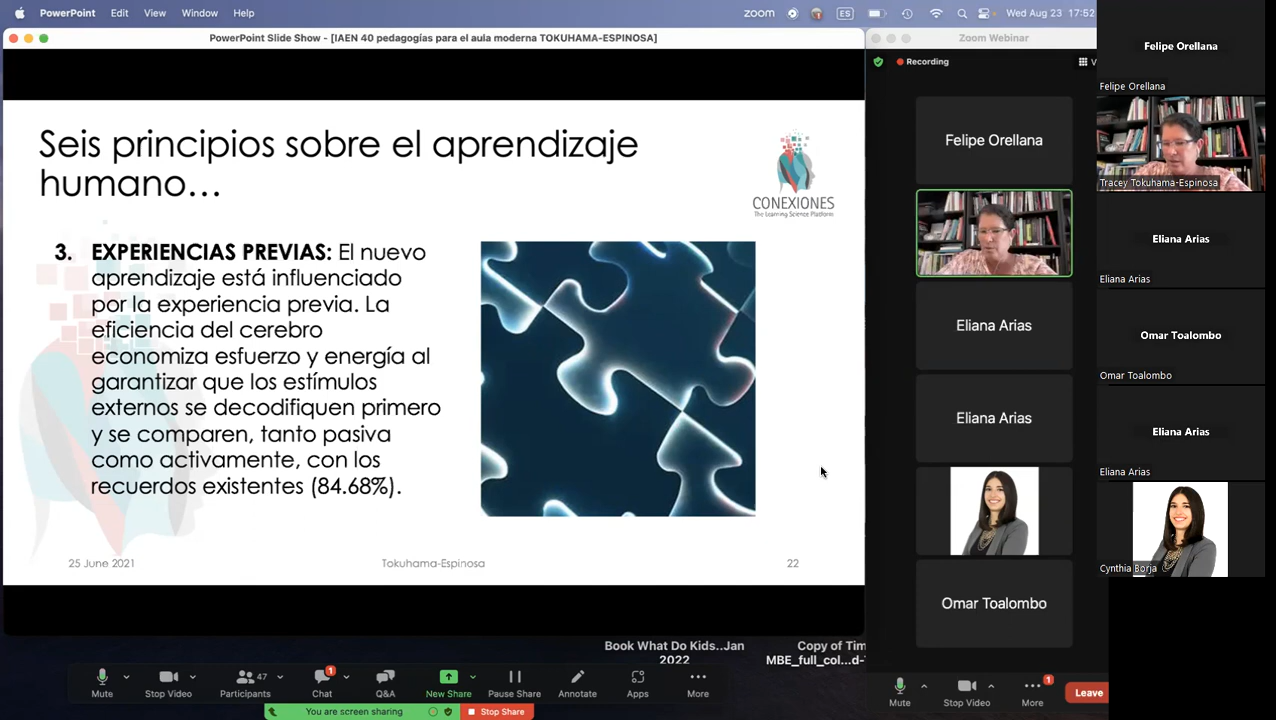 PowerPoint Edit View Window Help
zoom ES Wed Aug 23 17:52
PowerPoint Slide Show - [IAEN 40 pedagogías para el aula moderna TOKUHAMA-ESPINOSA]
Zoom Webinar
Recording
V
Seis principios sobre el aprendizaje
humano…
CONEXIONES
The Learning Science Platform
3. EXPERIENCIAS PREVIAS: El nuevo
aprendizaje está influenciado
por la experiencia previa. La
eficiencia del cerebro
economiza esfuerzo y energía al
garantizar que los estímulos
externos se decodifiquen primero
y se comparen, tanto pasiva
como activamente, con los
recuerdos existentes (84.68%).
25 June 2021
Tokuhama-Espinosa
22
Felipe Orellana
Eliana Arias
Eliana Arias
Omar Toalombo
Felipe Orellana
Felipe Orellana
Tracey Tokuhama-Espinosa
Eliana Arias
Eliana Arias
Omar Toalombo
Omar Toalombo
Eliana Arias
Eliana Arias
Cynthia Borja
Book What Do Kids..Jan
2022
Copy of Tim
MBE_full_col...d-T
47
1
Mute
Stop Video
Participants
Chat
Q&A
New Share
Pause Share
Annotate
Apps
More
You are screen sharing
Stop Share
1
Mute
Stop Video
More
Leave